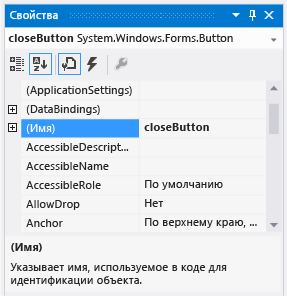 Свойства
closeButton System.Windows.Forms.Button
(ApplicationSettings)
(DataBindings)
(Имя) closeButton
AccessibleDescript...
AccessibleName
AccessibleRole По умолчанию
AllowDrop Нет
Anchor По верхнему краю, ...
(Имя)
Указывает имя, используемое в коде для
идентификации объекта.